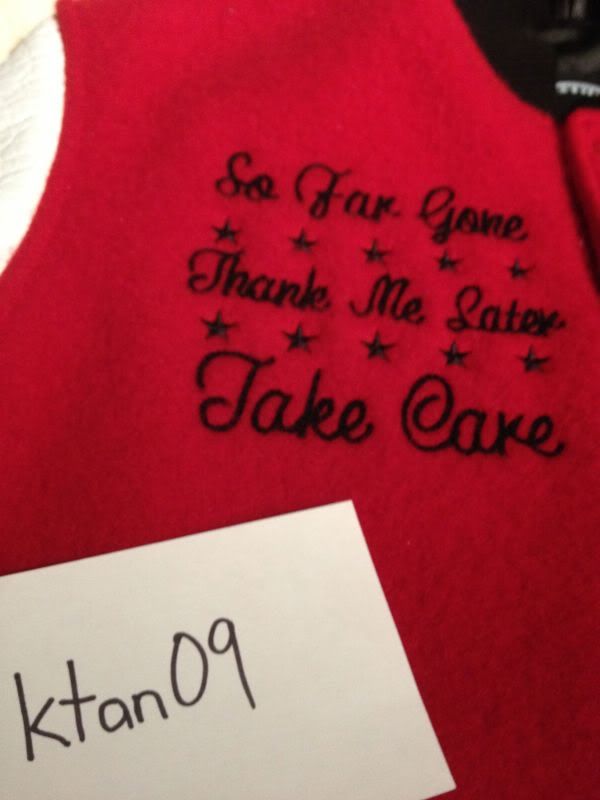 So Far Gone
Thank Me Later
Take Care
ktan09